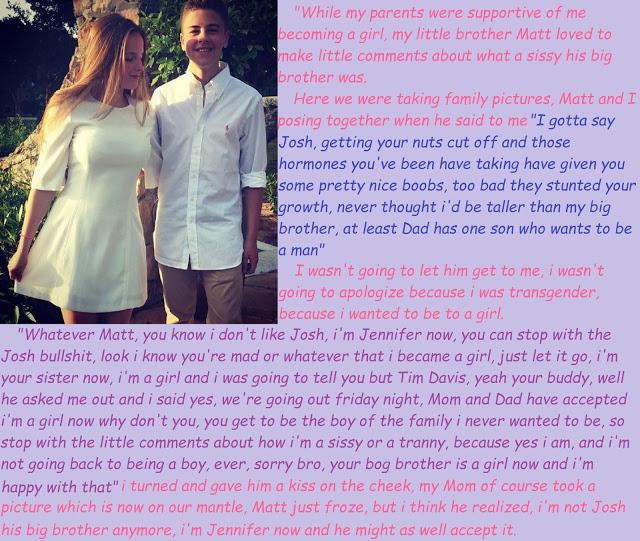 "While my parents were supportive of me
becoming a girl, my little brother Matt loved to
make little comments about what a sissy his big
brother was.
Here we were taking family pictures, Matt and I
posing together when he said to me "I gotta say
Josh, getting your nuts cut off and those
hormones you've been have taking have given you
some pretty nice boobs, too bad they stunted your
growth, never thought i'd be taller than my big
brother, at least Dad has one son who wants to be
a man"
I wasn't going to let him get to me, i wasn't
going to apologize because i was transgender,
because i wanted to be to a girl.
"Whatever Matt, you know i don't like Josh, i'm Jennifer now, you can stop with the
Josh bullshit, look i know you're mad or whatever that i became a girl, just let it go, i'm
your sister now, i'm a girl and i was going to tell you but Tim Davis, yeah your buddy, well
he asked me out and i said yes, we're going out friday night, Mom and Dad have accepted
i'm a girl now why don't you, you get to be the boy of the family i never wanted to be, so
stop with the little comments about how i'm a sissy or a tranny, because yes i am, and i'm
not going back to being a boy, ever, sorry bro, your bog brother is a girl now and i'm
happy with that" i turned and gave him a kiss on the cheek, my Mom of course took a
picture which is now on our mantle, Matt just froze, but i think he realized, i'm not Josh
his big brother anymore, i'm Jennifer now and he might as well accept it.